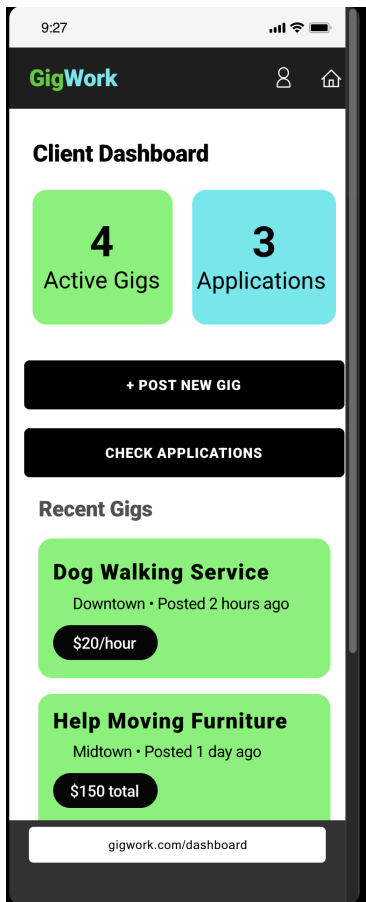 9:27
GigWork
Client Dashboard
4
Active Gigs
3
Applications
+ POST NEW GIG
CHECK APPLICATIONS
Recent Gigs
Dog Walking Service
Downtown • Posted 2 hours ago
$20/hour
Help Moving Furniture
Midtown • Posted 1 day ago
$150 total
gigwork.com/dashboard